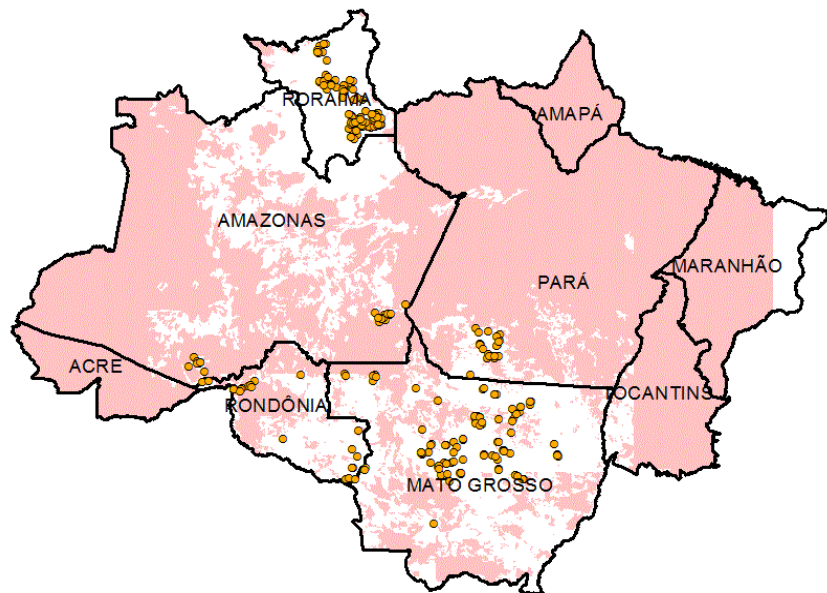 RORAIMA
AMAPÁ
AMAZONAS
MARANHÃO
PARÁ
ACRE
TOCANTINS
RONDÔNIA
MATO GROSSO